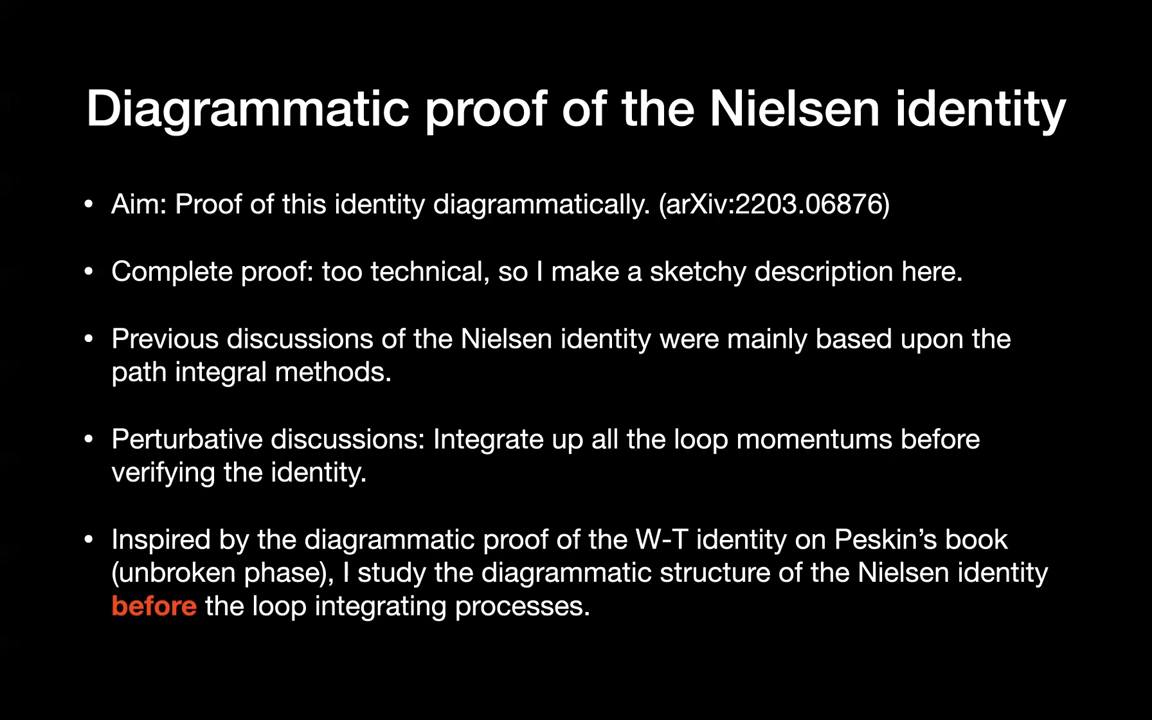 Diagrammatic proof of the Nielsen identity
• Aim: Proof of this identity diagrammatically. (arXiv:2203.06876)
• Complete proof: too technical, so I make a sketchy description here.
• Previous discussions of the Nielsen identity were mainly based upon the
path integral methods.
• Perturbative discussions: Integrate up all the loop momentums before
verifying the identity.
• Inspired by the diagrammatic proof of the W-T identity on Peskin’s book
(unbroken phase), I study the diagrammatic structure of the Nielsen identity
before the loop integrating processes.